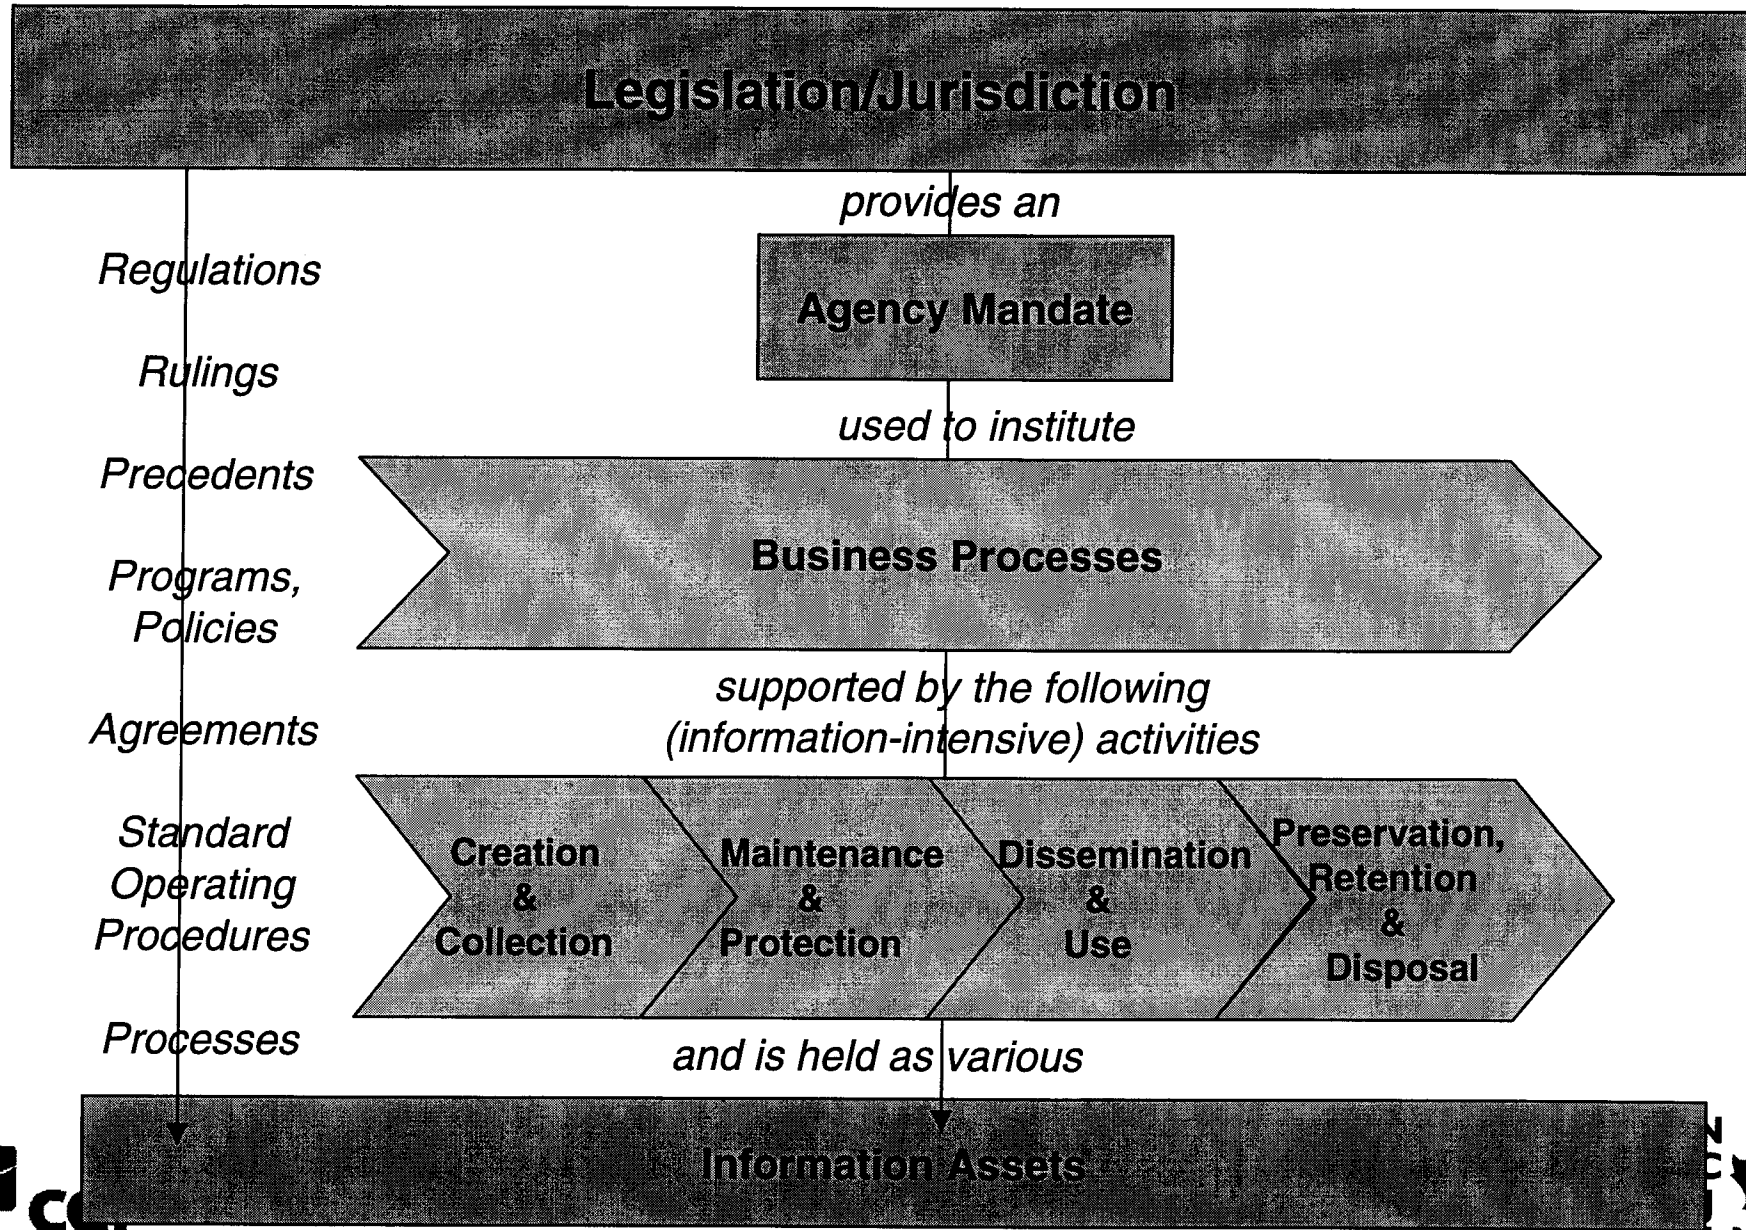 Legislation/Jurisdiction
provides an
Agency Mandate
used to institute
Business Processes
supported by the following
(information-intensive) activities
Creation
&
Collection
Maintenance
&
Protection
Dissemination
&
Use
Preservation,
Retention
&
Disposal
and is held as various
Regulations
Rulings
Precedents
Programs,
Policies
Agreements
Standard
Operating
Procedures
Processes
Information Assets